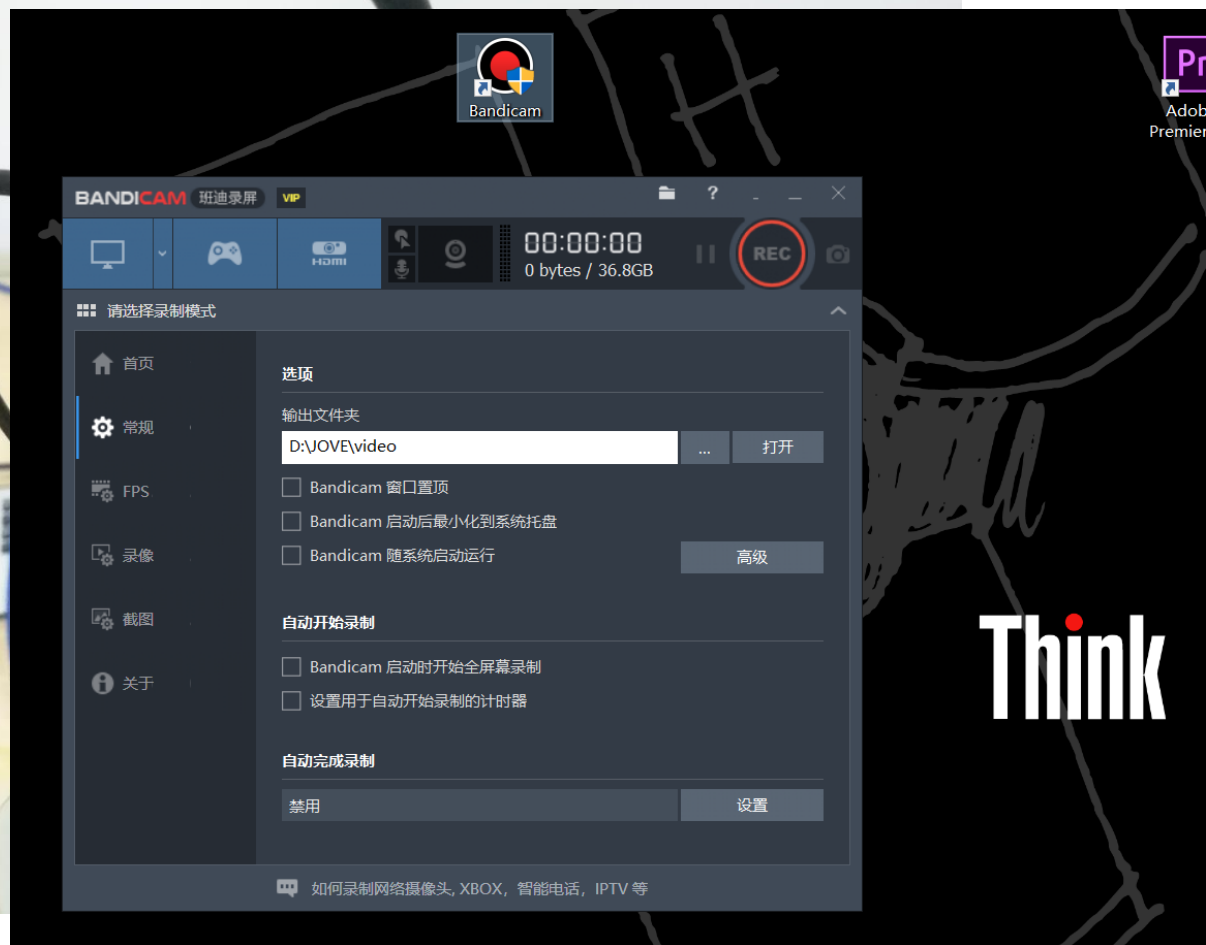 Bandicam
Pr
Adob
Premier
BANDICAM 班迪录屏 VIP
?
HDMI
00:00:00
0 bytes / 36.8GB
REC
请选择录制模式
首页
常规
FPS
录像
截图
关于
选项
输出文件夹
D:\JOVE\video
...
打开
Bandicam 窗口置顶
Bandicam 启动后最小化到系统托盘
Bandicam 随系统启动运行
高级
自动开始录制
Bandicam 启动时开始全屏幕录制
设置用于自动开始录制的计时器
自动完成录制
禁用
设置
如何录制网络摄像头, XBOX，智能电话，IPTV 等
Think